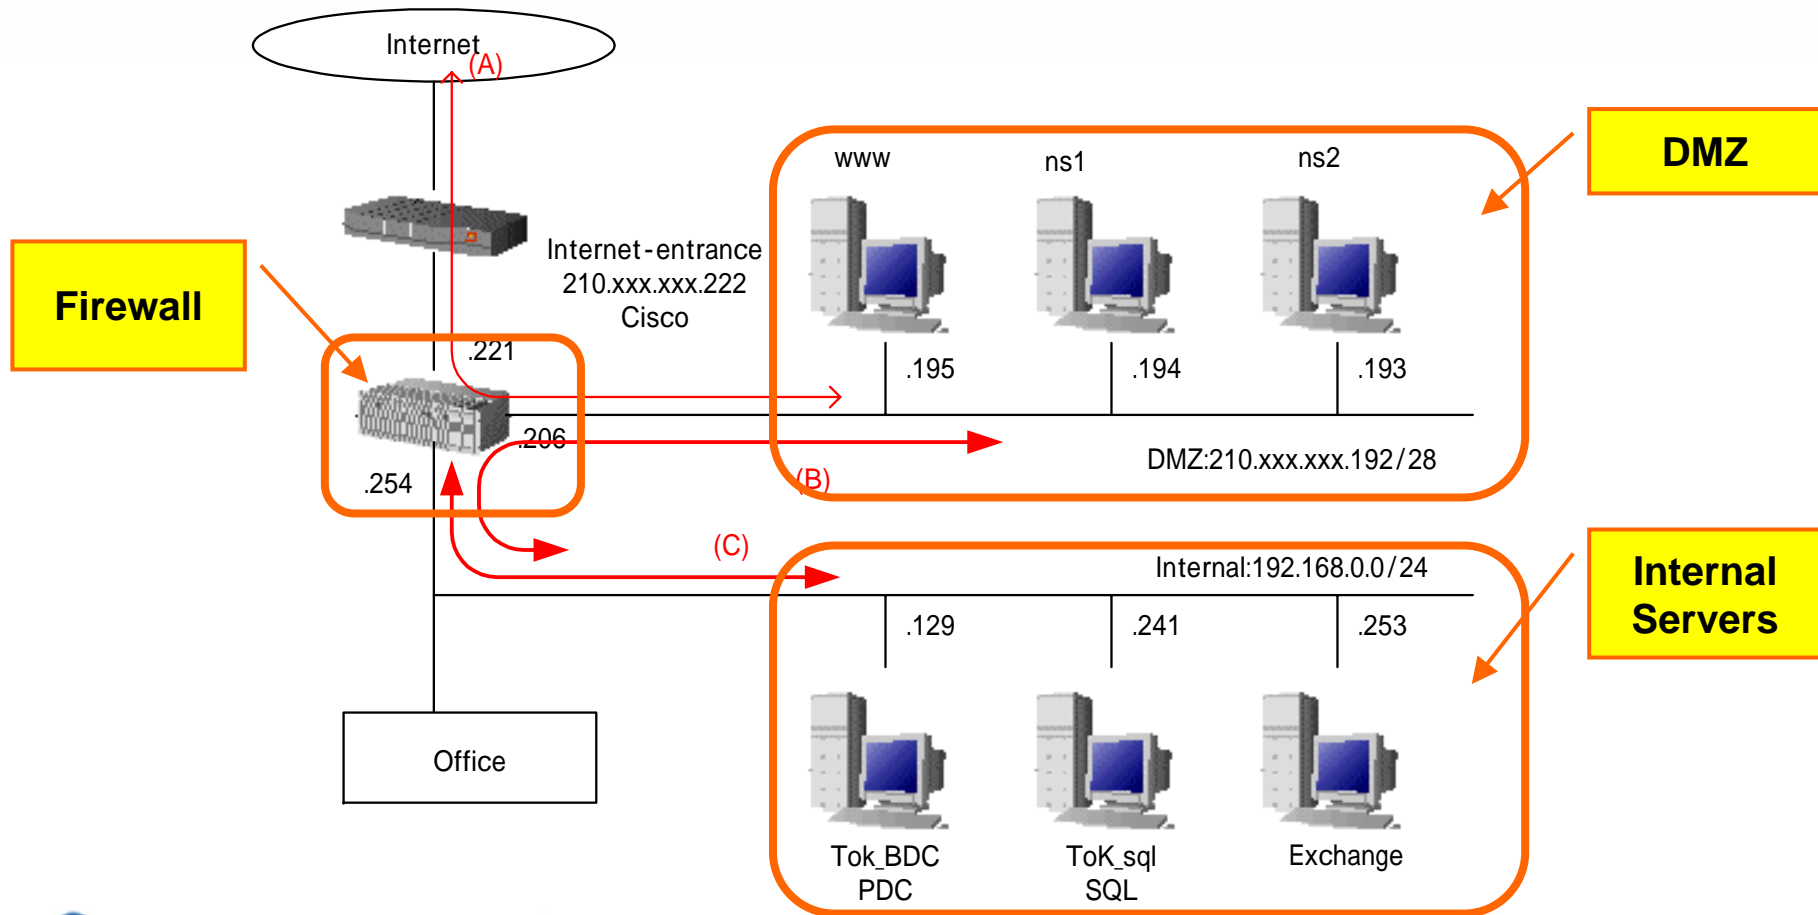 Internet
(A)
www
ns1
ns2
DMZ
Internet-entrance
210.xxx.xxx.222
Cisco
Firewall
.221
.195
.194
.193
.206
DMZ:210.xxx.xxx.192/28
.254
(B)
(C)
Internal:192.168.0.0/24
Internal
Servers
.129
.241
.253
Office
Tok_BDC
PDC
ToK_sql
SQL
Exchange